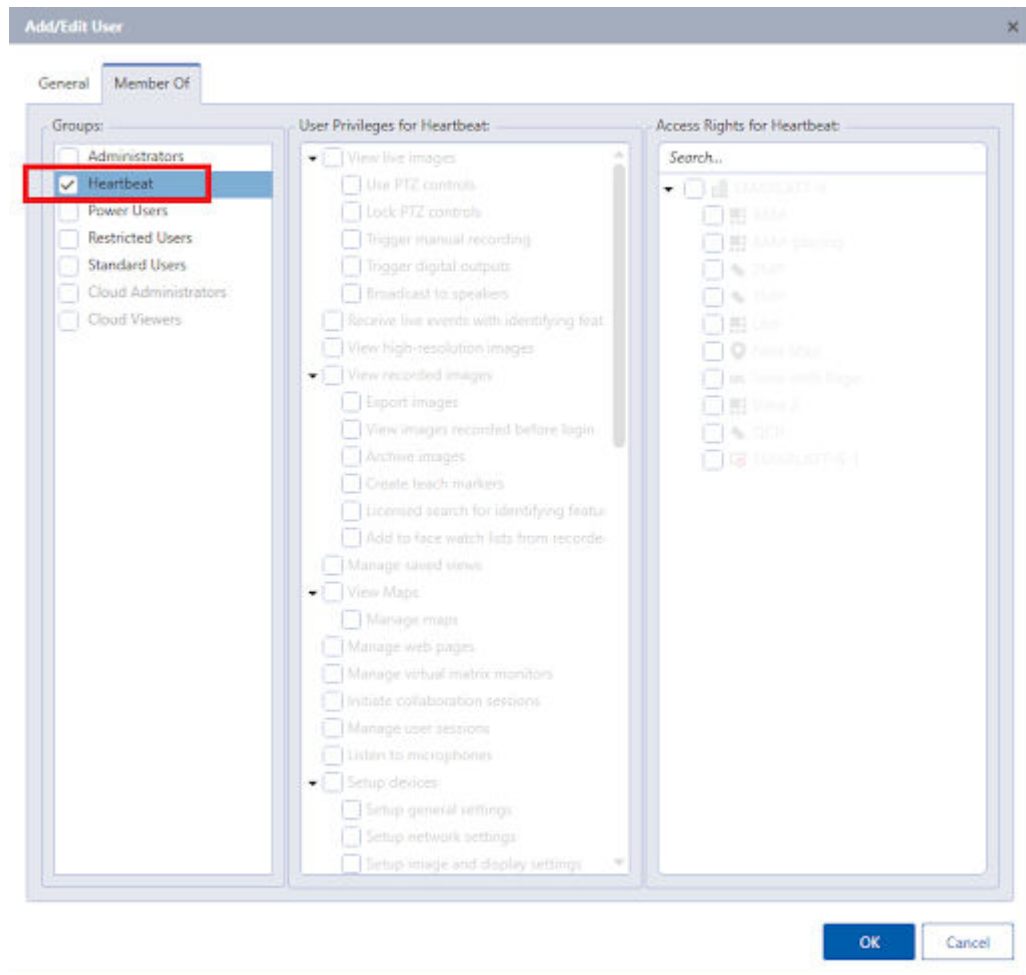 Add/Edit User
General
Member Of
Groups:
Administrators
Heartbeat
Power Users
Restricted Users
Standard Users
Cloud Administrators
Cloud Viewers
User Privileges for Heartbeat:
View live images
Use PTZ controls
Lock PTZ controls
Trigger manual recording
Trigger digital outputs
Broadcast to speakers
Receive live events with identifying feat
View high-resolution images
View recorded images
Export images
View images recorded before login
Archive images
Create teach markers
Licensed search for identifying featu
Add to face watch lists from recorde
Manage saved views
View Maps
Manage maps
Manage web pages
Manage virtual matrix monitors
Initiate collaboration sessions
Manage user sessions
Listen to microphones
Setup devices
Setup general settings
Setup network settings
Setup image and display settings
Access Rights for Heartbeat:
Search...
New Map
OK
Cancel